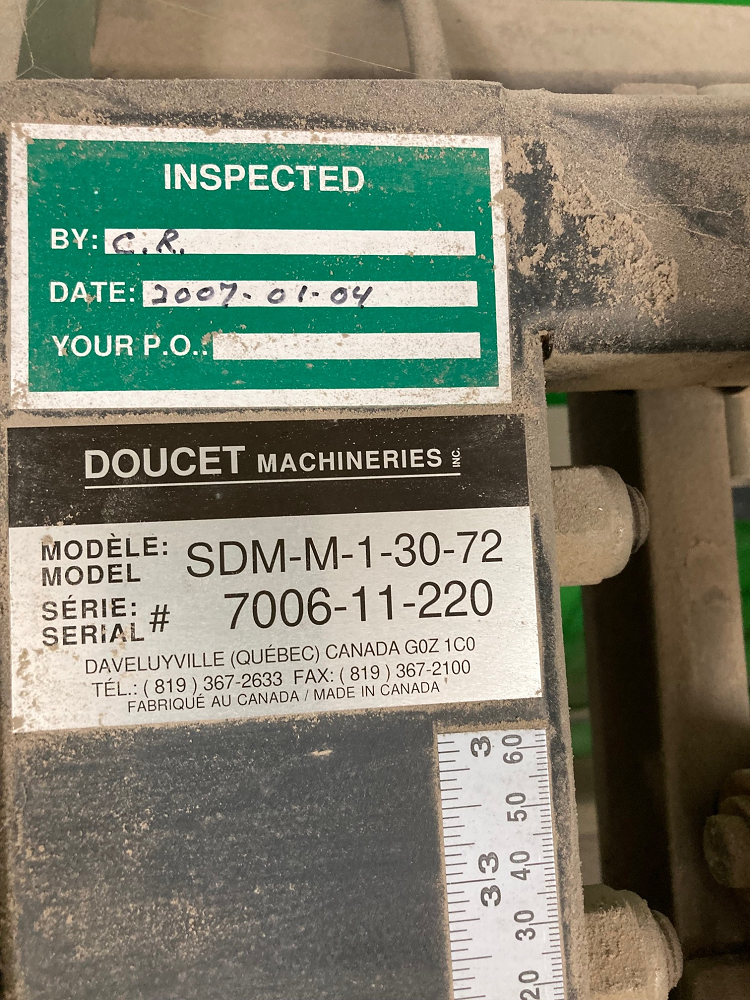 INSPECTED
BY: C.R.
DATE: 2007-01-04
YOUR P.O.:
DOUCET MACHINERIES INC.
MODÈLE:
MODEL
SDM-M-1-30-72
SÉRIE:
SERIAL # 7006-11-220
DAVELUYVILLE (QUÉBEC) CANADA G0Z 1C0
TÉL.: ( 819 ) 367-2633 FAX: ( 819 ) 367-2100
FABRIQUÉ AU CANADA / MADE IN CANADA
3 60
50
33 40
30
20